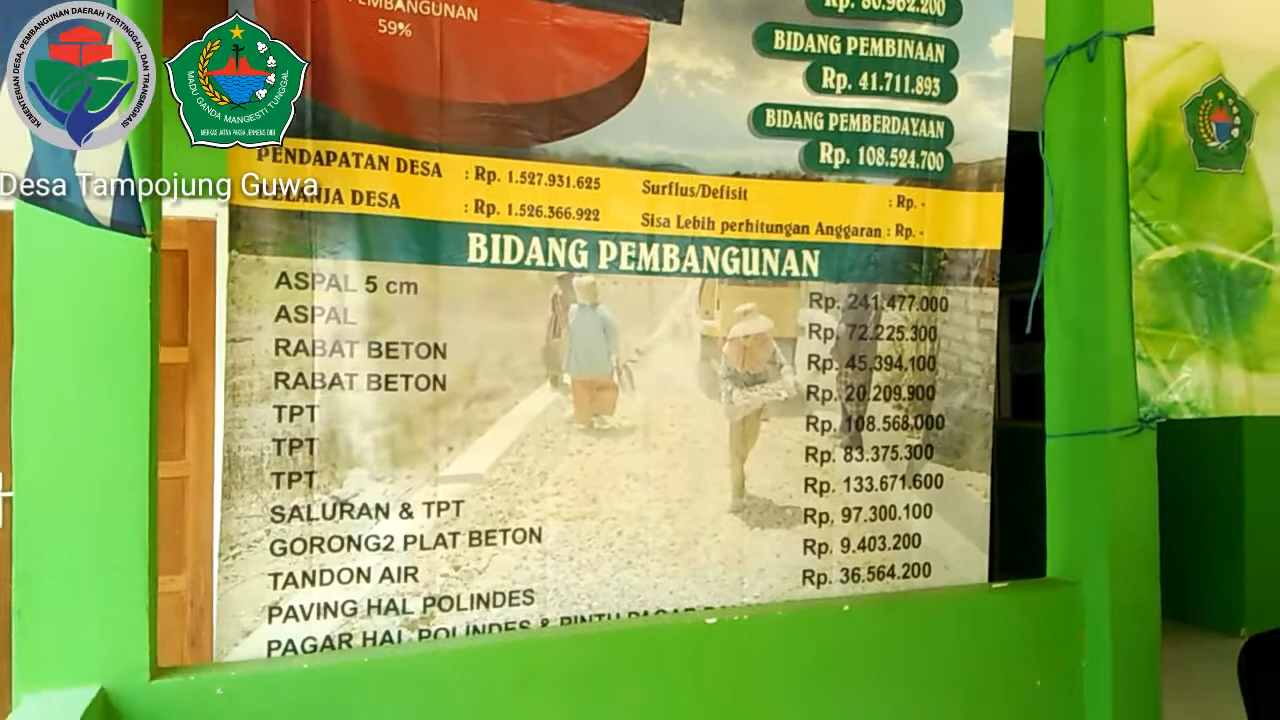 PEMBANGUNAN
59%
Rp. 80.962.200
BIDANG PEMBINAAN
Rp. 41.711.893
BIDANG PEMBERDAYAAN
Rp. 108.524.700
KEMENTERIAN DESA, PEMBANGUNAN DAERAH TERTINGGAL, DAN TRANSMIGRASI
MADU GANDA MANGESTI TUNGGAL
Desa Tampojung Guwa
PENDAPATAN DESA : Rp. 1.527.931.625 Surflus/Defisit : Rp. -
BELANJA DESA : Rp. 1.526.366.922 Sisa Lebih perhitungan Anggaran : Rp. -
BIDANG PEMBANGUNAN
ASPAL 5 cm Rp. 241.477.000
ASPAL Rp. 72.225.300
RABAT BETON Rp. 45.394.100
RABAT BETON Rp. 20.209.900
TPT Rp. 108.568.000
TPT Rp. 83.375.300
TPT Rp. 133.671.600
SALURAN & TPT Rp. 97.300.100
GORONG2 PLAT BETON Rp. 9.403.200
TANDON AIR Rp. 36.564.200
PAVING HAL POLINDES
PAGAR HAL POLINDES & PINTU PAGAR